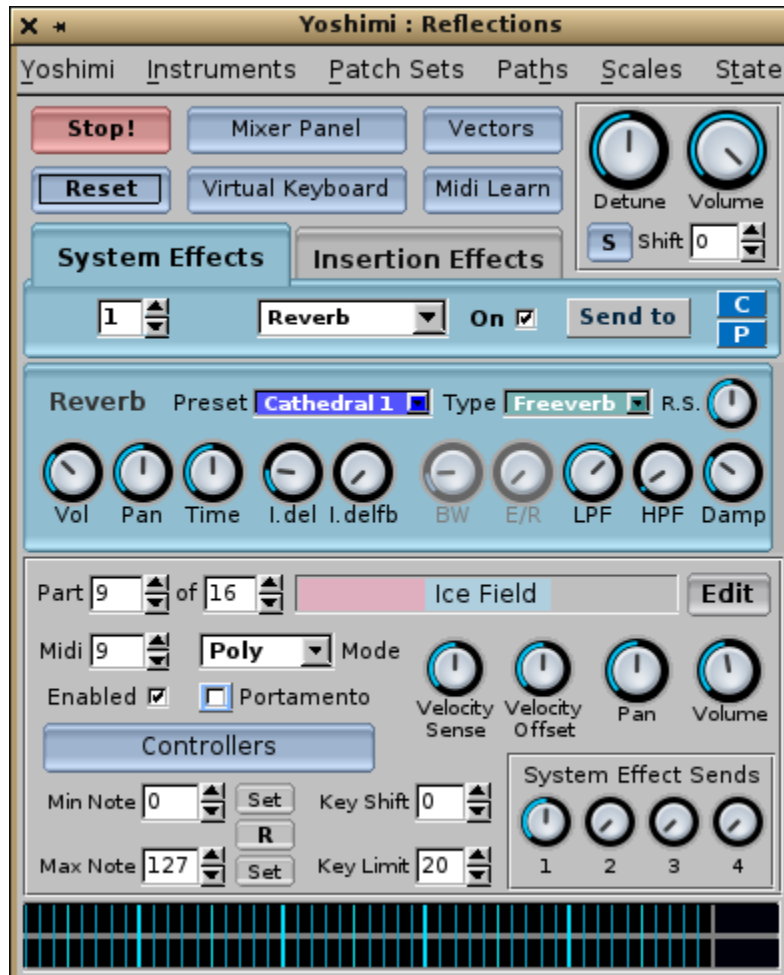 Yoshimi : Reflections
Yoshimi Instruments Patch Sets Paths Scales State
Stop! Mixer Panel Vectors
Reset Virtual Keyboard Midi Learn
Detune Volume
S Shift 0
System Effects Insertion Effects
1 Reverb On Send to C
P
Reverb Preset Cathedral 1 Type Freeverb R.S.
Vol Pan Time I.del I.delfb BW E/R LPF HPF Damp
Part 9 of 16 Ice Field Edit
Midi 9 Poly Mode
Enabled Portamento
Velocity Sense Velocity Offset Pan Volume
Controllers
System Effect Sends
Min Note 0 Set Key Shift 0
R
Max Note 127 Set Key Limit 20
1 2 3 4